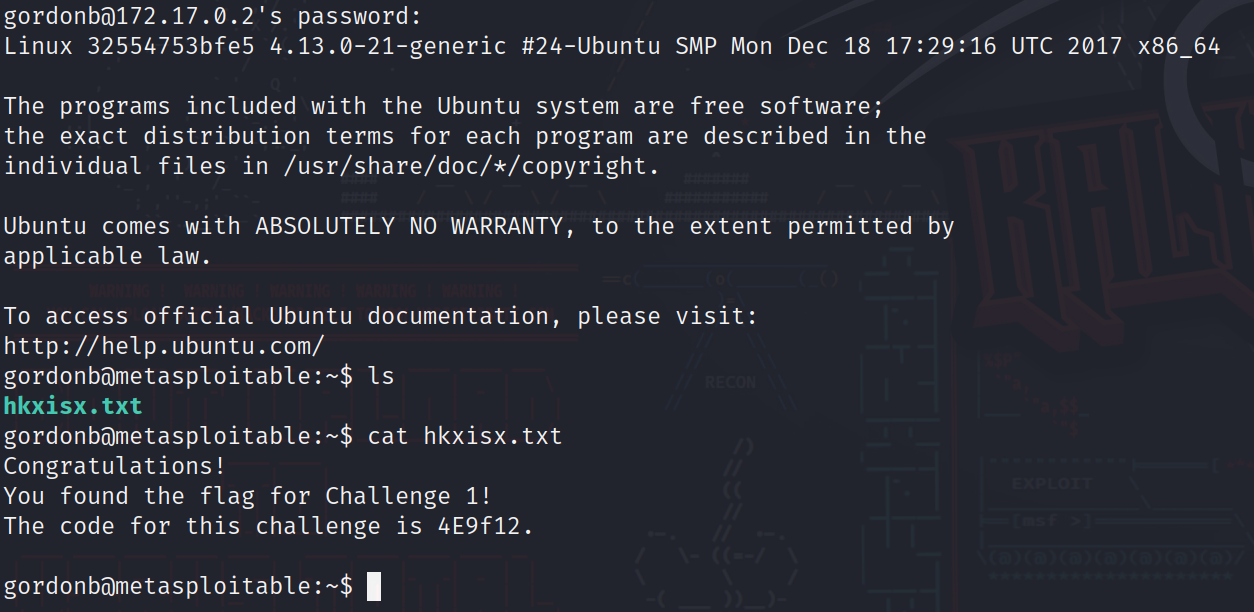 gordonb@172.17.0.2's password:
Linux 32554753bfe5 4.13.0-21-generic #24-Ubuntu SMP Mon Dec 18 17:29:16 UTC 2017 x86_64
The programs included with the Ubuntu system are free software;
the exact distribution terms for each program are described in the
individual files in /usr/share/doc/*/copyright.
Ubuntu comes with ABSOLUTELY NO WARRANTY, to the extent permitted by
applicable law.
To access official Ubuntu documentation, please visit:
http://help.ubuntu.com/
gordonb@metasploitable:~$ ls
hkxisx.txt
gordonb@metasploitable:~$ cat hkxisx.txt
Congratulations!
You found the flag for Challenge 1!
The code for this challenge is 4E9f12.
gordonb@metasploitable:~$
RECON
EXPLOIT
[msf >]